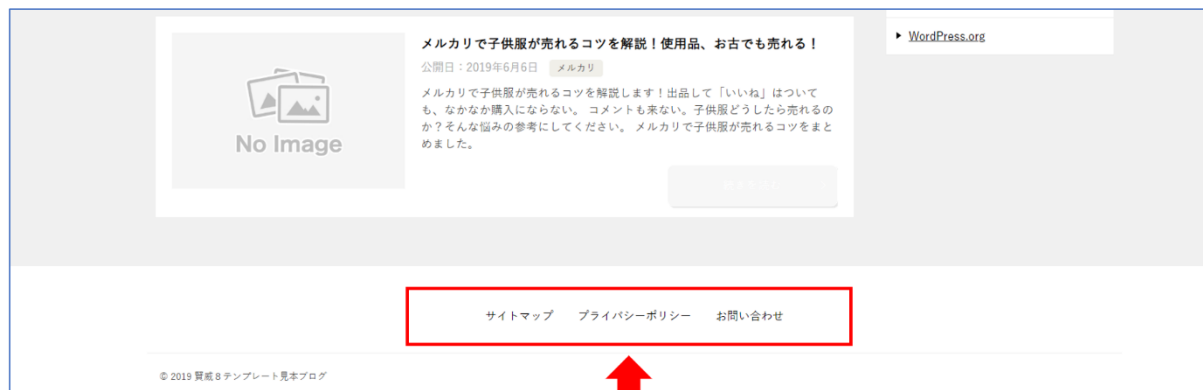 メルカリで子供服が売れるコツを解説！使用品、お古でも売れる！
公開日：2019年6月6日 メルカリ
メルカリで子供服が売れるコツを解説します！出品して「いいね」はついて
も、なかなか購入にならない。 コメントも来ない。子供服どうしたら売れるの
か？そんな悩みの参考にしてください。 メルカリで子供服が売れるコツをまと
めました。
No Image
WordPress.org
サイトマップ プライバシーポリシー お問い合わせ
© 2019 賢威８テンプレート見本ブログ